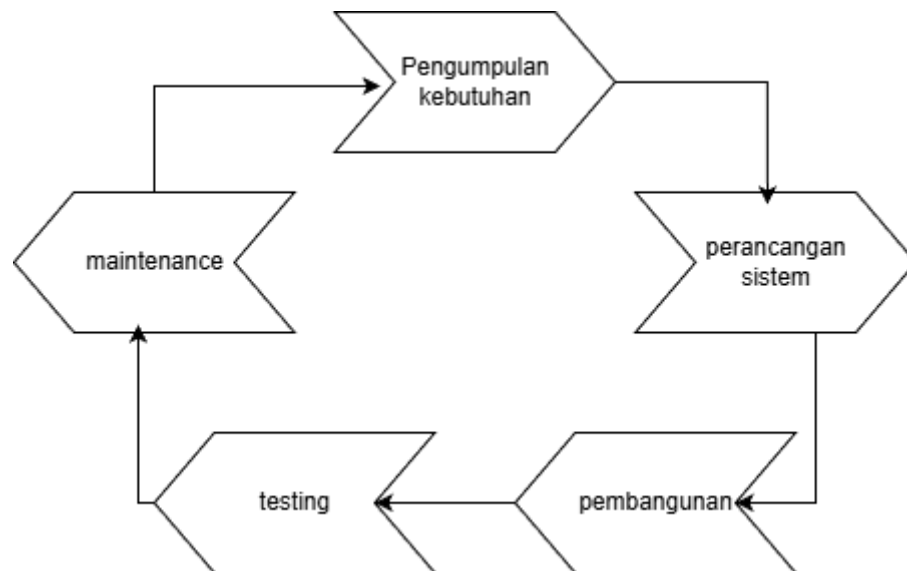 Pengumpulan
kebutuhan
perancangan
sistem
pembangunan
testing
maintenance